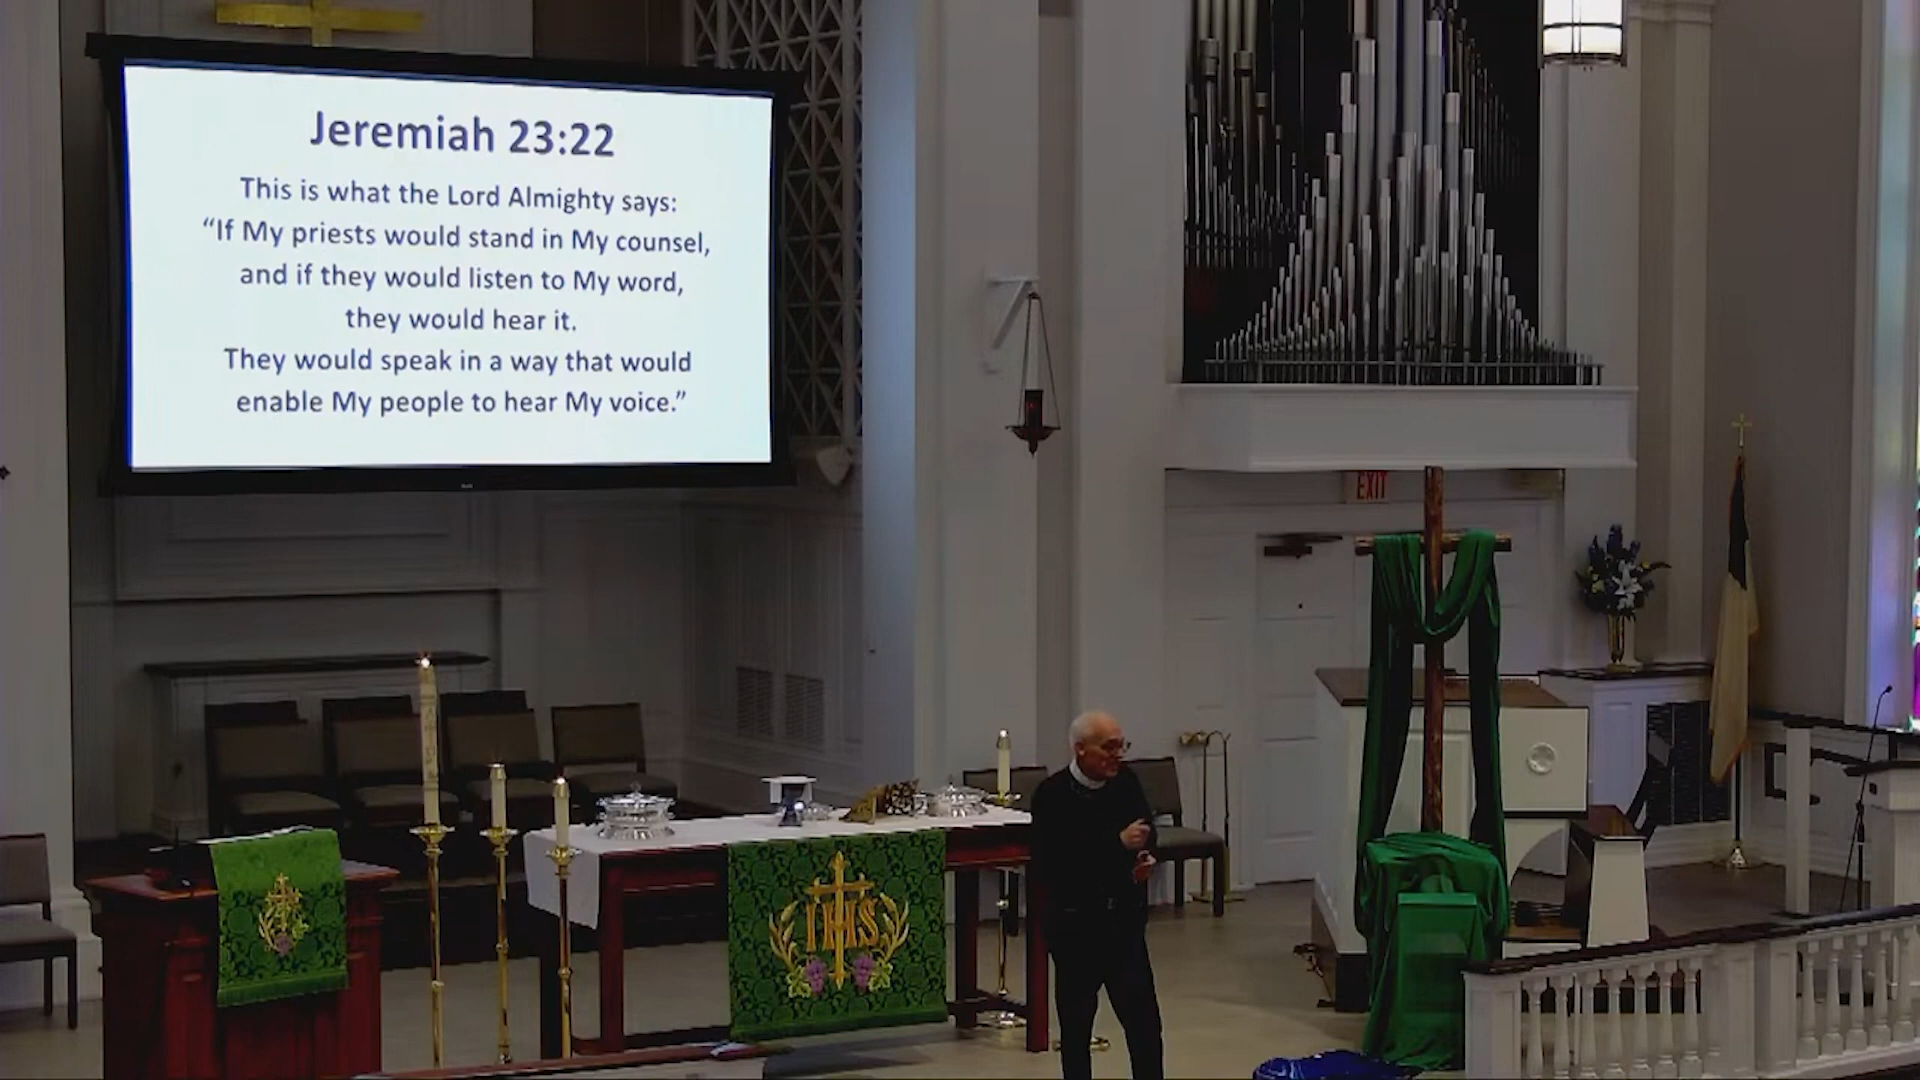 Jeremiah 23:22
This is what the Lord Almighty says:
“If My priests would stand in My counsel,
and if they would listen to My word,
they would hear it.
They would speak in a way that would
enable My people to hear My voice.”
EXIT
IHS